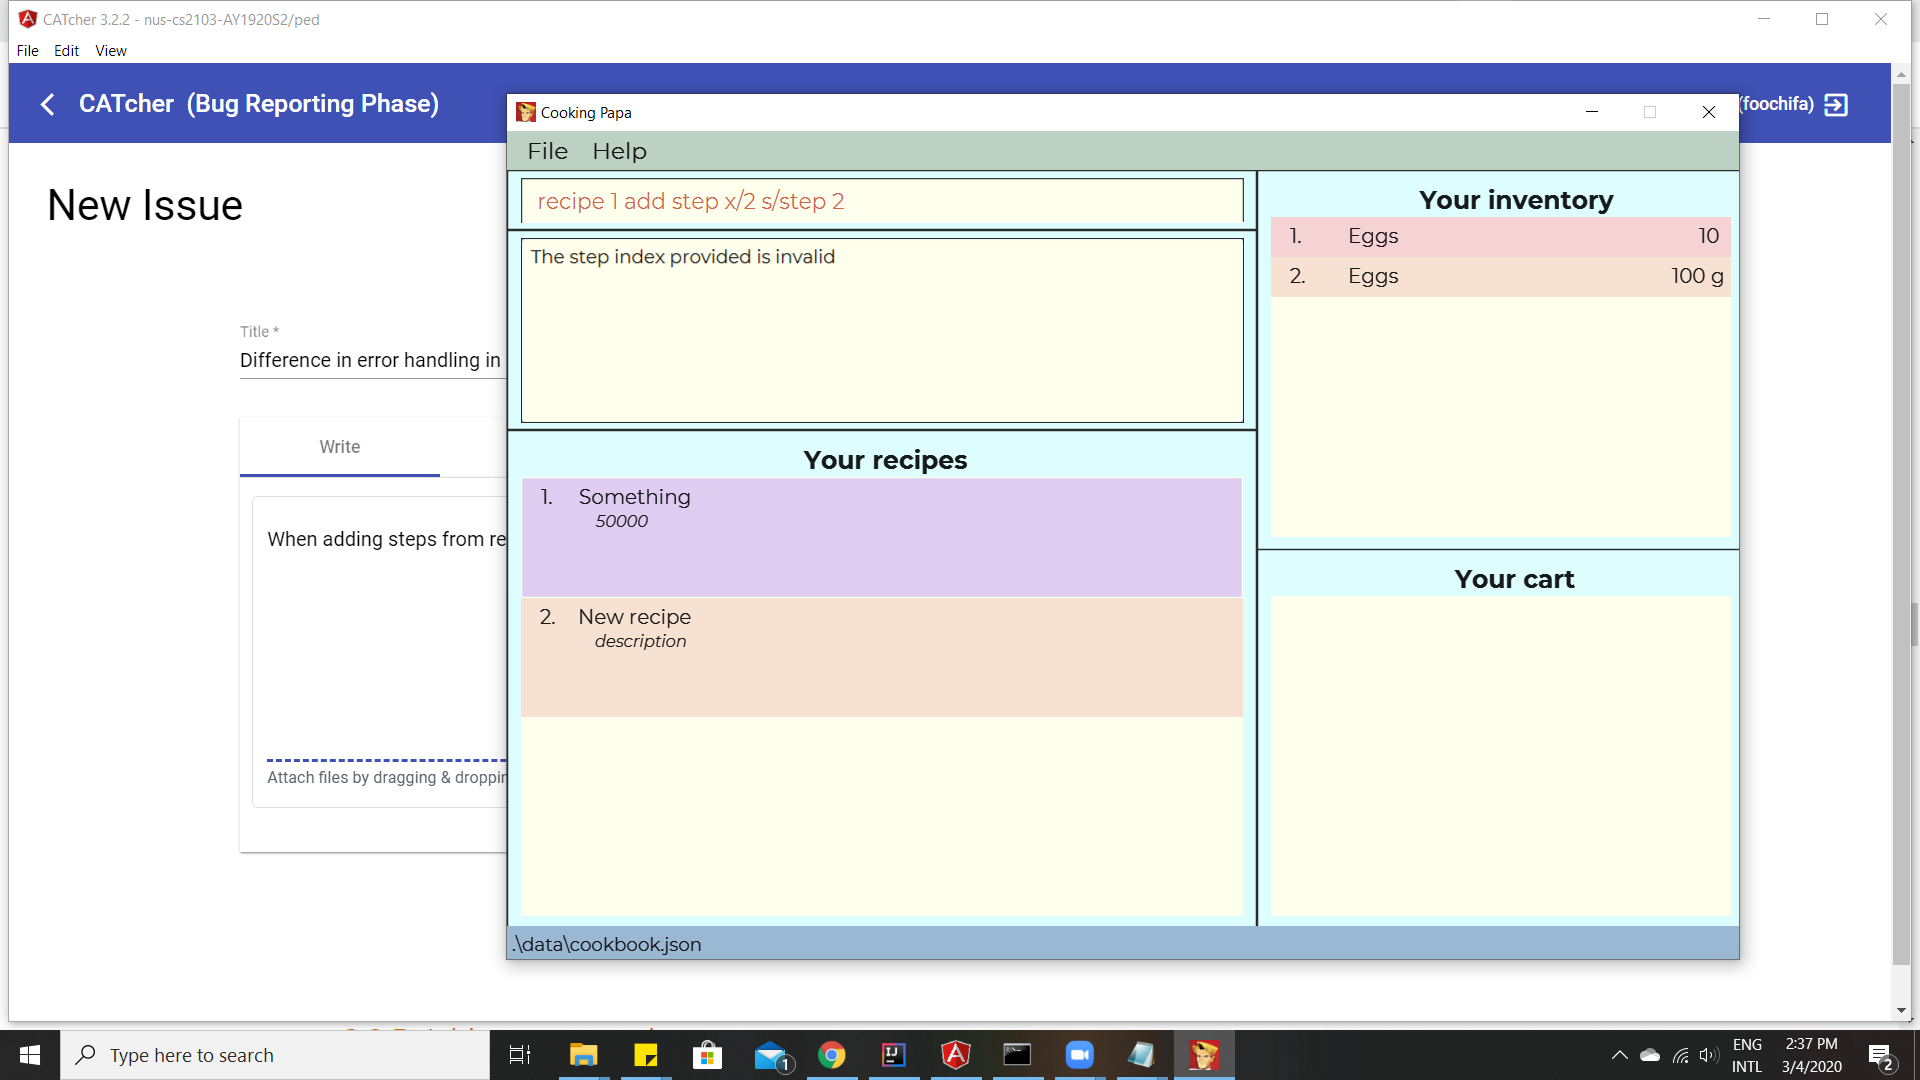 CATcher 3.2.2 - nus-cs2103-AY1920S2/ped
File Edit View
CATcher (Bug Reporting Phase)
(foochifa)
New Issue
Title *
Difference in error handling in
Write
When adding steps from re
Attach files by dragging & droppin
Cooking Papa
File Help
recipe 1 add step x/2 s/step 2
The step index provided is invalid
Your recipes
1. Something
50000
2. New recipe
description
Your inventory
1. Eggs 10
2. Eggs 100 g
Your cart
.\data\cookbook.json
Type here to search
1
ENG
INTL
2:37 PM
3/4/2020
2